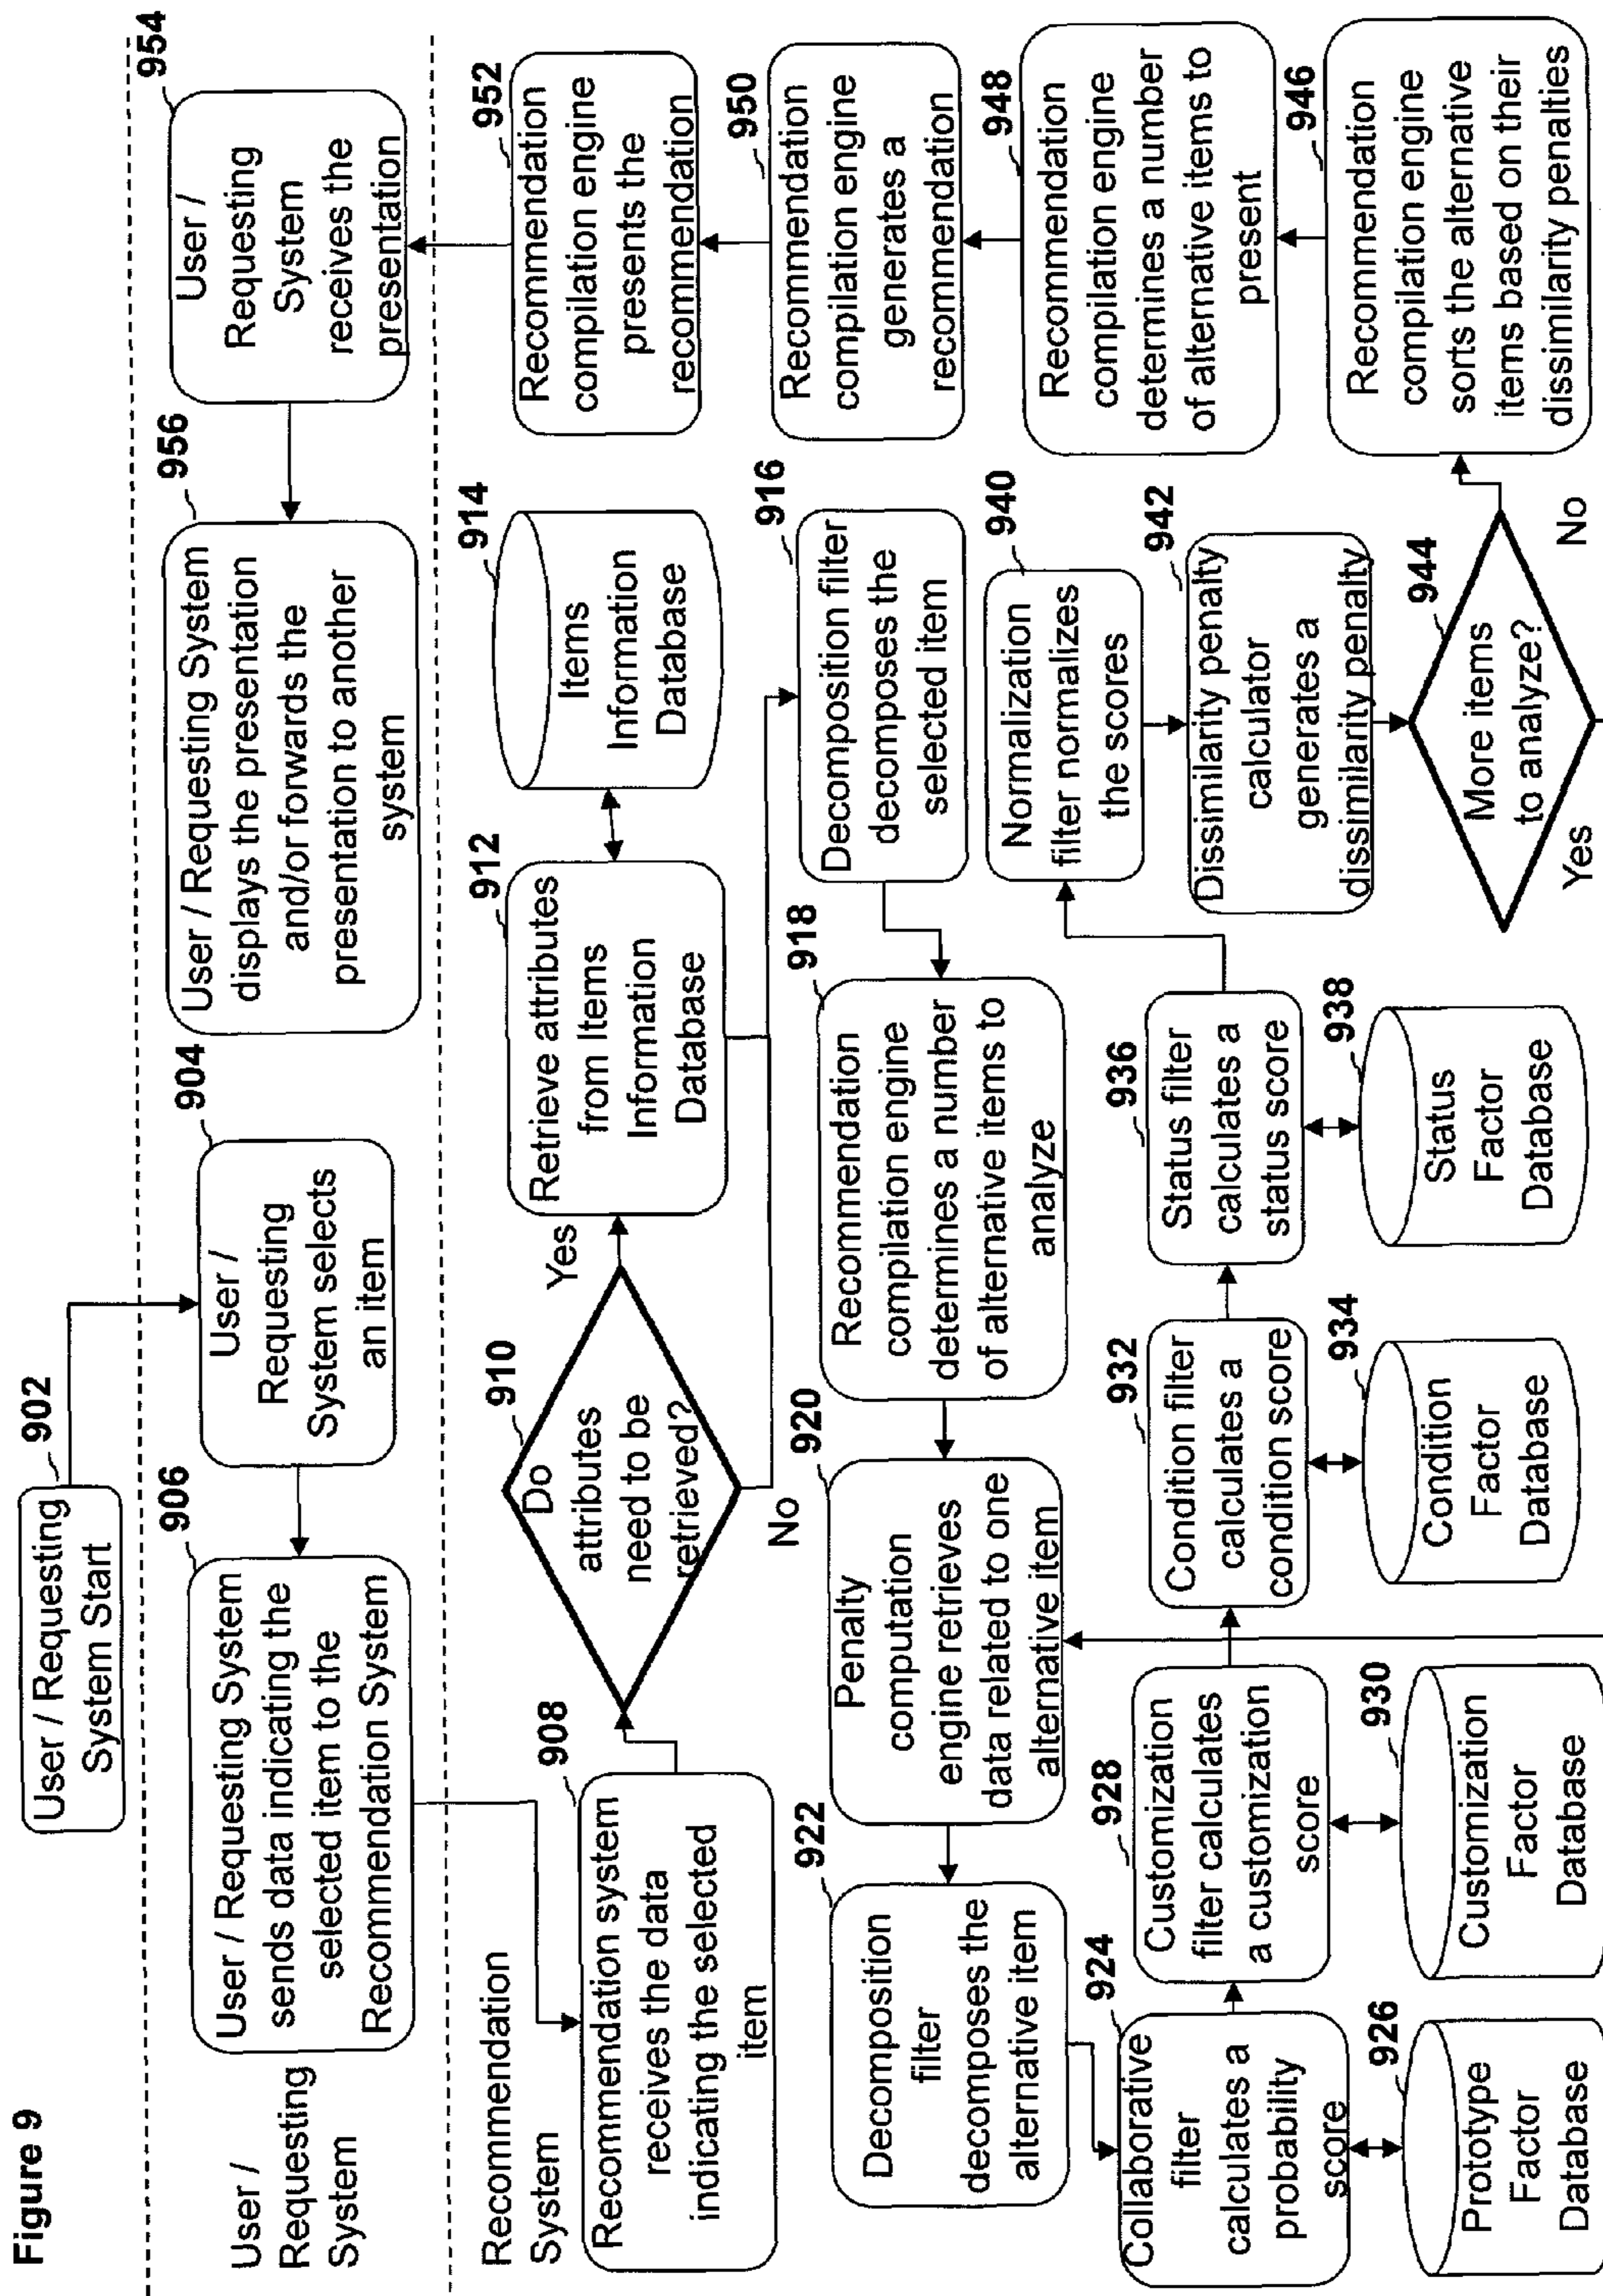 Figure 9
User / Requesting
System Start
902
User /
Requesting
System
904
User /
Requesting
System selects
an item
906
User / Requesting System
sends data indicating the
selected item to the
Recommendation System
954
User /
Requesting
System
receives the
presentation
956
User / Requesting System
displays the presentation
and/or forwards the
presentation to another
system
Recommendation
System
908
Recommendation system
receives the data
indicating the selected
item
910
Do
attributes
need to be
retrieved?
Yes
No
912
Retrieve attributes
from Items
Information
Database
914
Items
Information
Database
916
Decomposition filter
decomposes the
selected item
918
Recommendation
compilation engine
determines a number
of alternative items to
analyze
920
Penalty
computation
engine retrieves
data related to one
alternative item
922
Decomposition
filter
decomposes the
alternative item
924
Collaborative
filter
calculates a
probability
score
926
Prototype
Factor
Database
928
Customization
filter calculates
a customization
score
930
Customization
Factor
Database
932
Condition filter
calculates a
condition score
934
Condition
Factor
Database
936
Status filter
calculates a
status score
938
Status
Factor
Database
940
Normalization
filter normalizes
the scores
942
Dissimilarity penalty
calculator
generates a
dissimilarity penalty
944
More items
to analyze?
Yes
No
946
Recommendation
compilation engine
sorts the alternative
items based on their
dissimilarity penalties
948
Recommendation
compilation engine
determines a number
of alternative items to
present
950
Recommendation
compilation engine
generates a
recommendation
952
Recommendation
compilation engine
presents the
recommendation